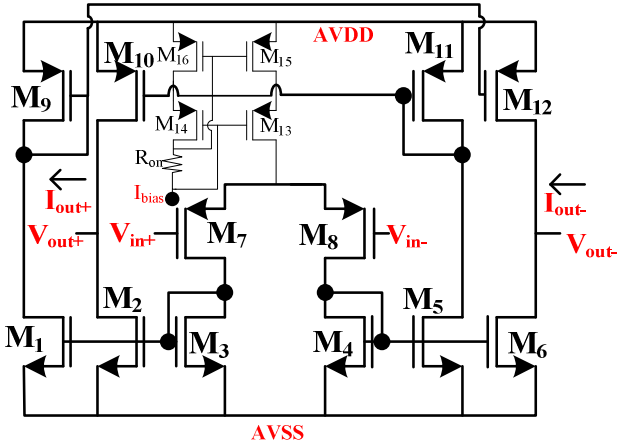 AVDD
M10
M11
M16
M15
M9
M12
M14
M13
Ron
Iout+
Ibias
Iout-
Vout+
Vin+
M7
M8
Vin-
Vout-
M2
M5
M1
M3
M4
M6
AVSS